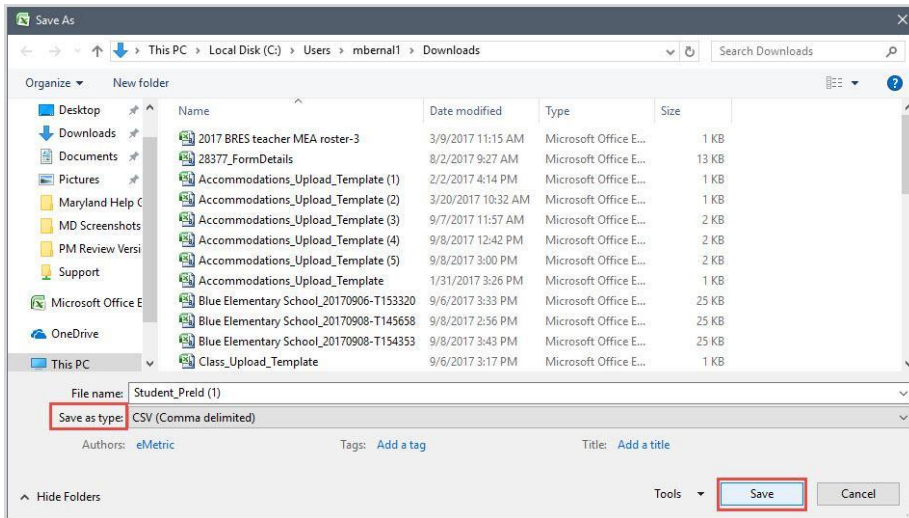 Save As
This PC > Local Disk (C:) > Users > mbernal1 > Downloads
Search Downloads
Organize
New folder
Name Date modified Type Size
Desktop
Downloads
Documents
Pictures
Maryland Help
MD Screenshots
PM Review Versi
Support
Microsoft Office E
OneDrive
This PC
2017 BRES teacher MEA roster-3 3/9/2017 11:15 AM Microsoft Office E... 1 KB
28377_FormDetails 8/2/2017 9:27 AM Microsoft Office E... 13 KB
Accommodations_Upload_Template (1) 2/2/2017 4:14 PM Microsoft Office E... 1 KB
Accommodations_Upload_Template (2) 3/20/2017 10:32 AM Microsoft Office E... 1 KB
Accommodations_Upload_Template (3) 9/7/2017 11:57 AM Microsoft Office E... 2 KB
Accommodations_Upload_Template (4) 9/8/2017 12:42 PM Microsoft Office E... 2 KB
Accommodations_Upload_Template (5) 9/8/2017 3:00 PM Microsoft Office E... 2 KB
Accommodations_Upload_Template 1/31/2017 3:26 PM Microsoft Office E... 1 KB
Blue Elementary School_20170906-T153320 9/6/2017 3:33 PM Microsoft Office E... 25 KB
Blue Elementary School_20170908-T145658 9/8/2017 2:56 PM Microsoft Office E... 25 KB
Blue Elementary School_20170908-T154353 9/8/2017 3:43 PM Microsoft Office E... 25 KB
Class_Upload_Template 9/6/2017 3:17 PM Microsoft Office E... 1 KB
File name: Student_PreId (1)
Save as type: CSV (Comma delimited)
Authors: eMetric Tags: Add a tag Title: Add a title
Hide Folders
Tools Save Cancel